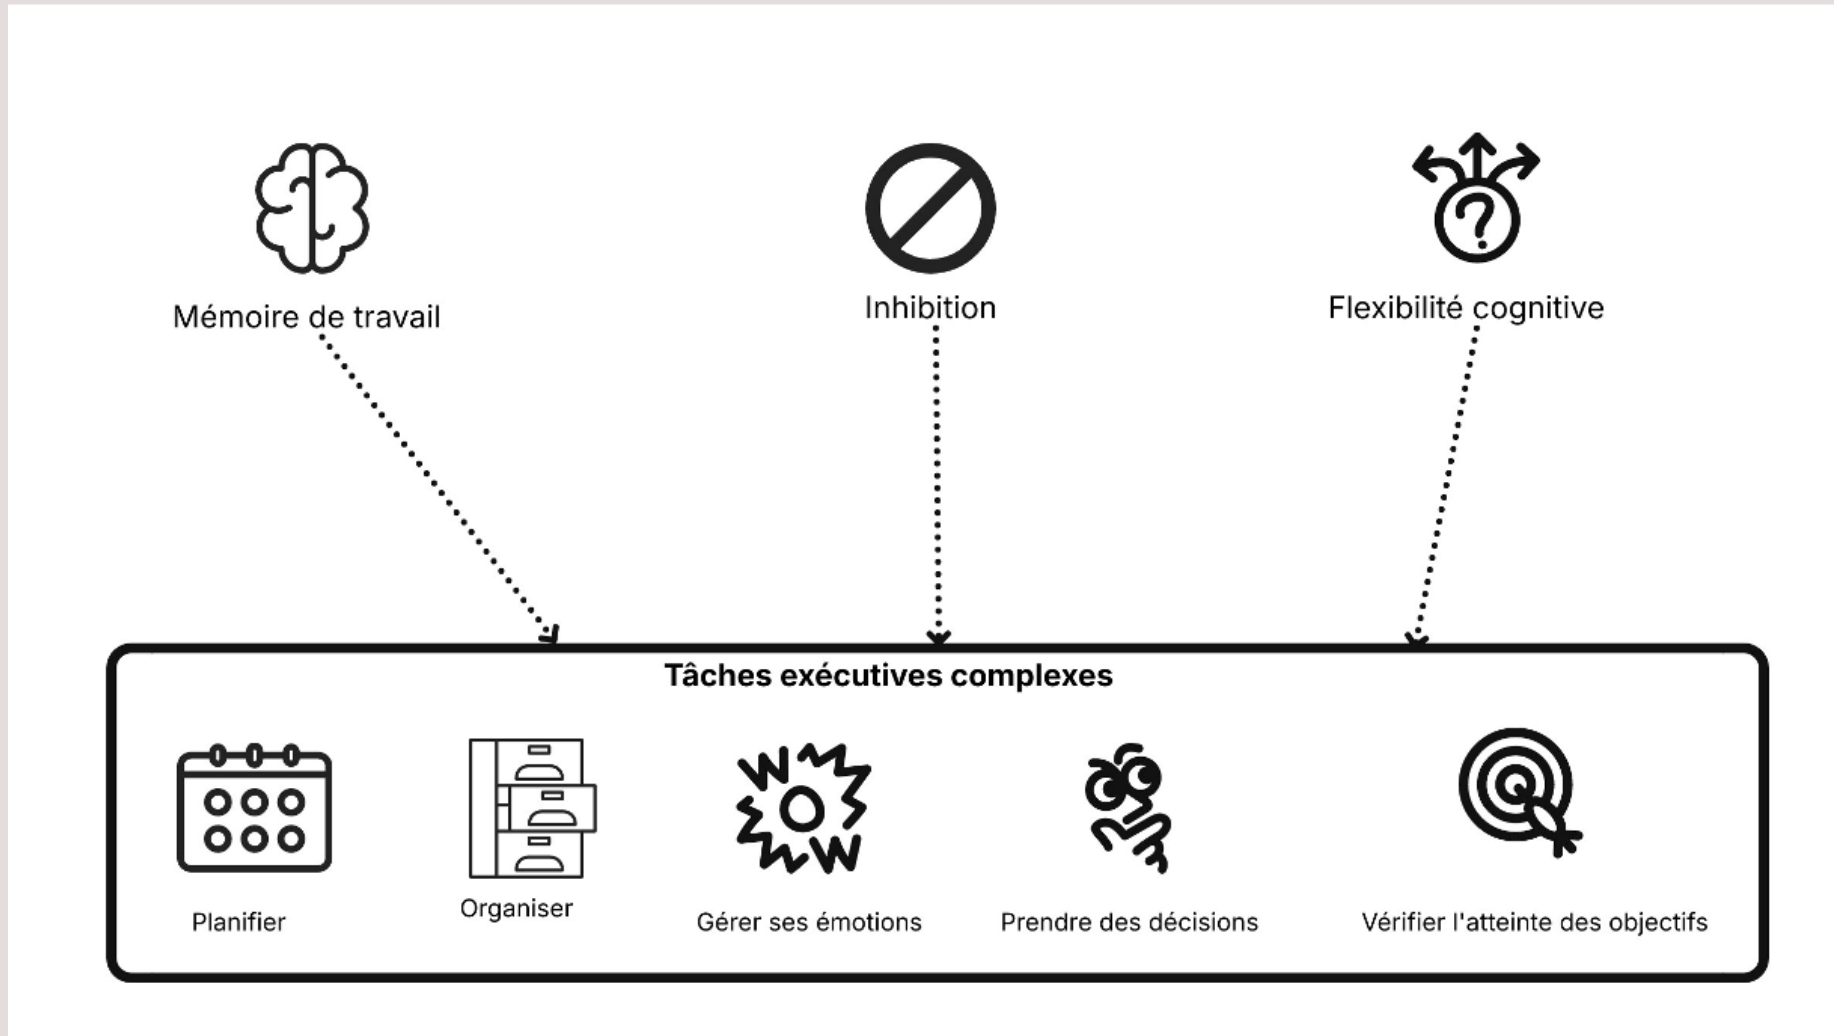 Mémoire de travail
Inhibition
Flexibilité cognitive
Tâches exécutives complexes
W
O
W
Planifier
Organiser
Gérer ses émotions
Prendre des décisions
Vérifier l'atteinte des objectifs